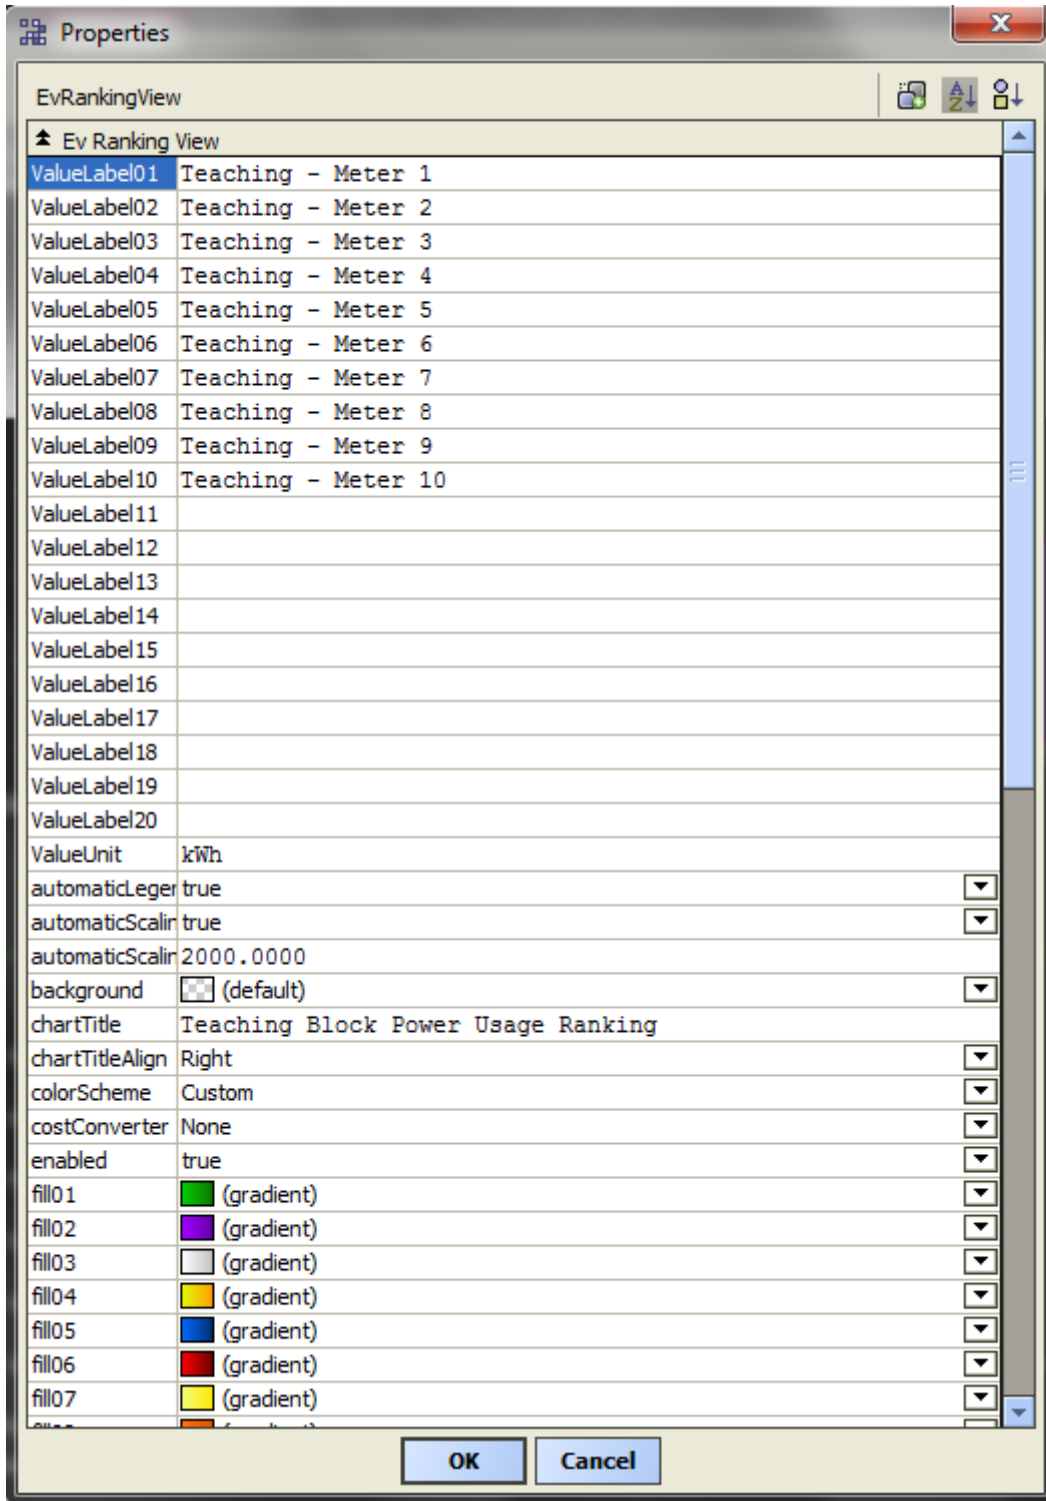 Properties
EvRankingView
Ev Ranking View
ValueLabel01 Teaching - Meter 1
ValueLabel02 Teaching - Meter 2
ValueLabel03 Teaching - Meter 3
ValueLabel04 Teaching - Meter 4
ValueLabel05 Teaching - Meter 5
ValueLabel06 Teaching - Meter 6
ValueLabel07 Teaching - Meter 7
ValueLabel08 Teaching - Meter 8
ValueLabel09 Teaching - Meter 9
ValueLabel10 Teaching - Meter 10
ValueLabel11
ValueLabel12
ValueLabel13
ValueLabel14
ValueLabel15
ValueLabel16
ValueLabel17
ValueLabel18
ValueLabel19
ValueLabel20
ValueUnit kWh
automaticLeger true
automaticScalin true
automaticScalin 2000.0000
background (default)
chartTitle Teaching Block Power Usage Ranking
chartTitleAlign Right
colorScheme Custom
costConverter None
enabled true
fill01 (gradient)
fill02 (gradient)
fill03 (gradient)
fill04 (gradient)
fill05 (gradient)
fill06 (gradient)
fill07 (gradient)
OK Cancel